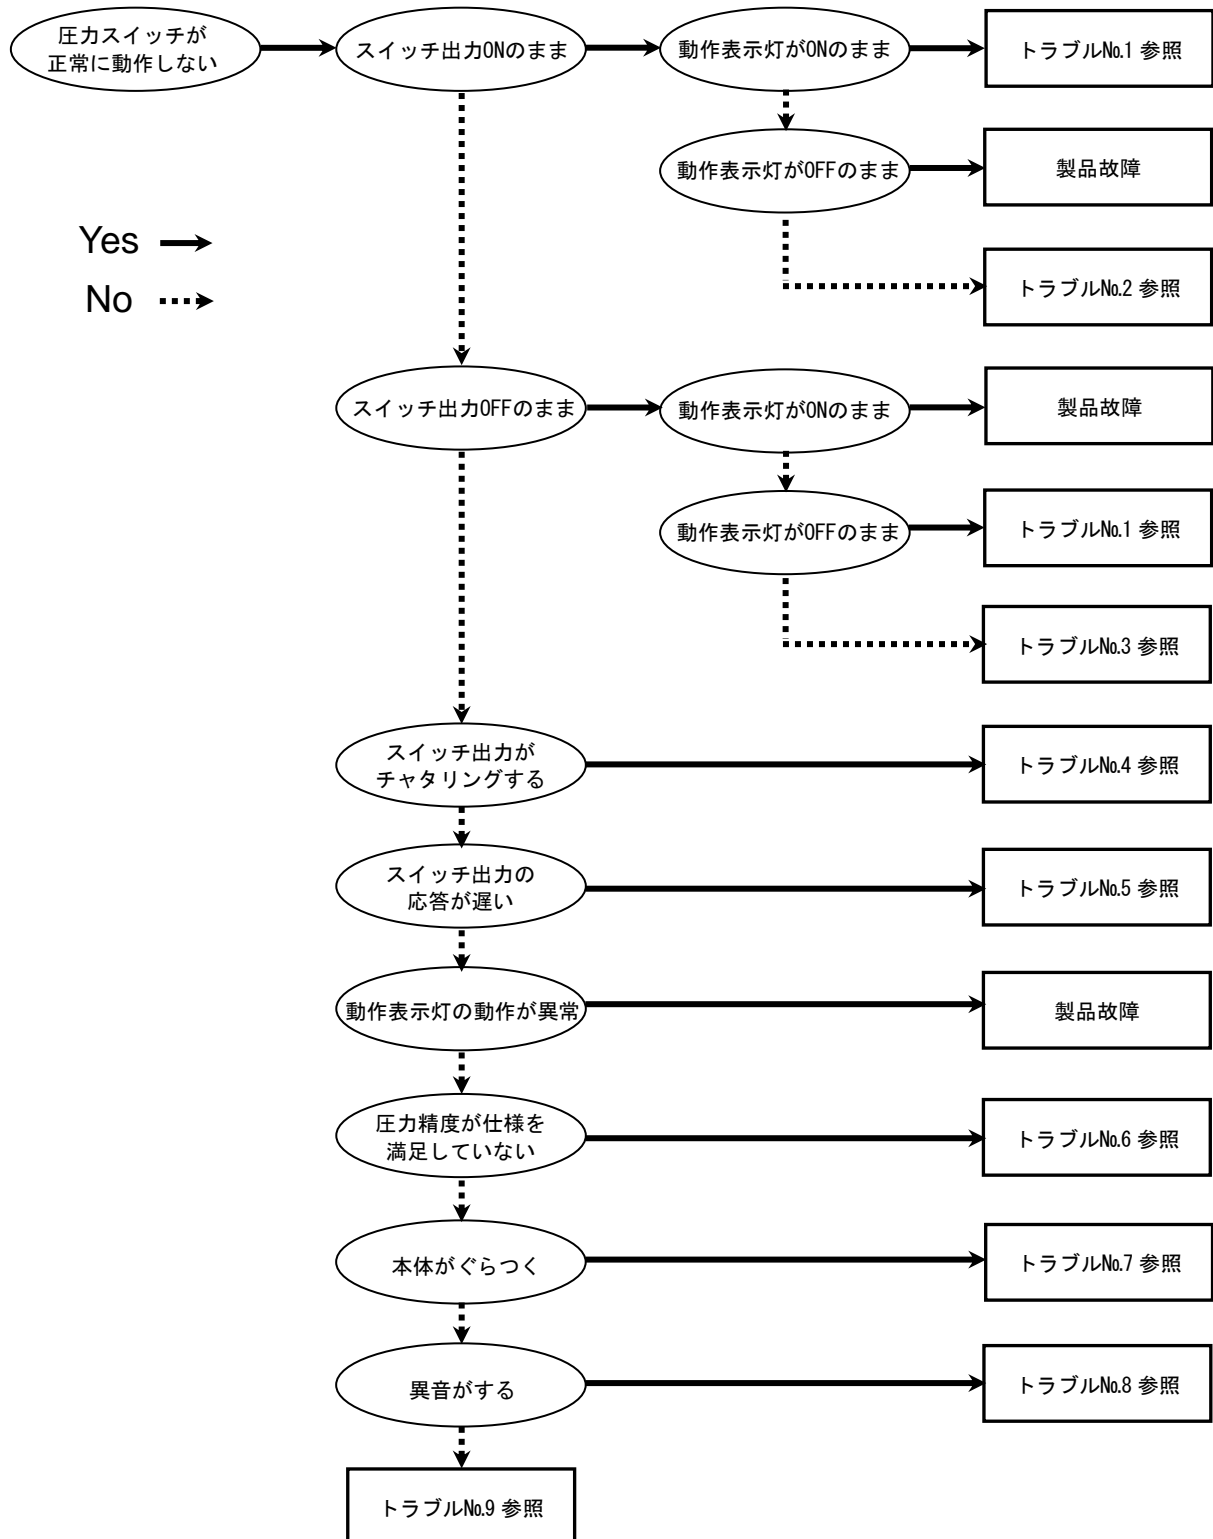 圧力スイッチが
正常に動作しない
スイッチ出力ONのまま
動作表示灯がONのまま
トラブル№1 参照
動作表示灯がOFFのまま
製品故障
Yes
No
トラブル№2 参照
スイッチ出力OFFのまま
動作表示灯がONのまま
製品故障
動作表示灯がOFFのまま
トラブル№1 参照
トラブル№3 参照
スイッチ出力が
チャタリングする
トラブル№4 参照
スイッチ出力の
応答が遅い
トラブル№5 参照
動作表示灯の動作が異常
製品故障
圧力精度が仕様を
満足していない
トラブル№6 参照
本体がぐらつく
トラブル№7 参照
異音がする
トラブル№8 参照
トラブル№9 参照